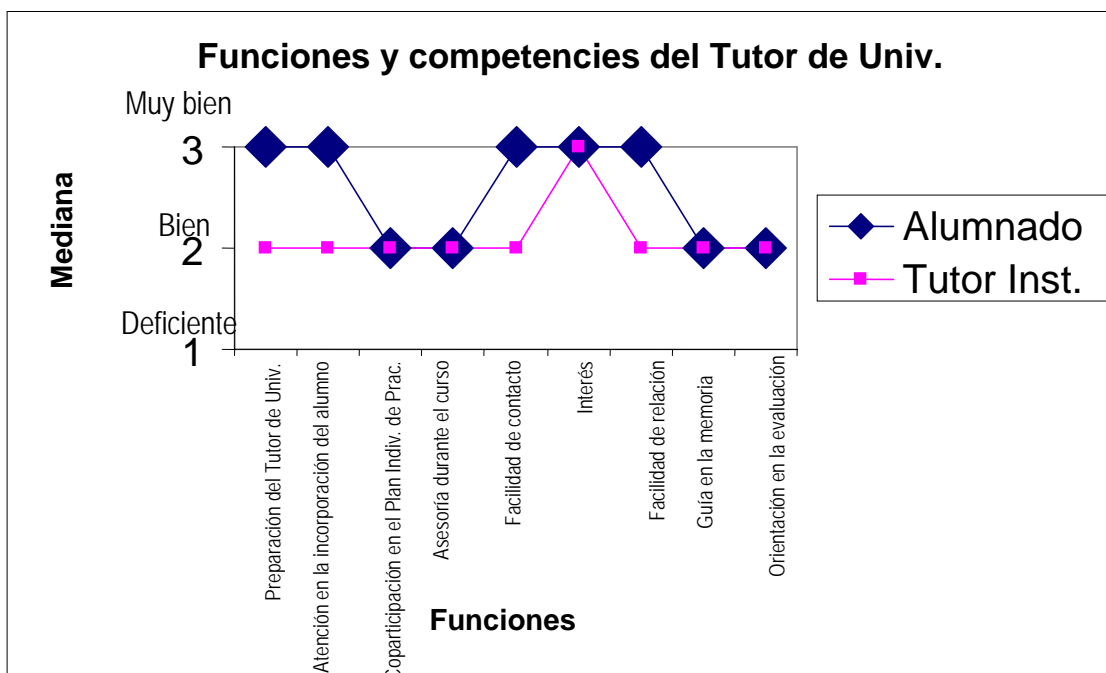 Funciones y competencies del Tutor de Univ.
Muy bien
3
Bien
2
Deficiente
1
Mediana
Alumnado
Tutor Inst.
Preparación del Tutor de Univ.
Atención en la incorporación del alumno
Coparticipación en el Plan Indiv. de Prac.
Asesoría durante el curso
Facilidad de contacto
Interés
Facilidad de relación
Guía en la memoria
Orientación en la evaluación
Funciones